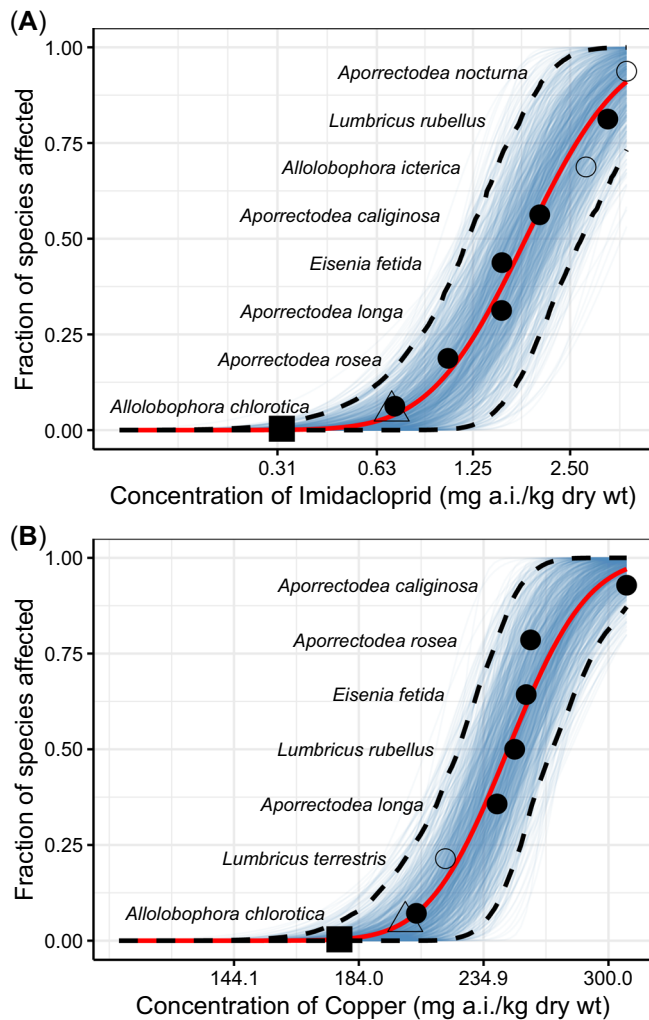 (A)
Fraction of species affected
1.00
0.75
0.50
0.25
0.00
Aporrectodea nocturna
Lumbricus rubellus
Allolobophora icterica
Aporrectodea caliginosa
Eisenia fetida
Aporrectodea longa
Aporrectodea rosea
Allolobophora chlorotica
0.31 0.63 1.25 2.50
Concentration of Imidacloprid (mg a.i./kg dry wt)
(B)
Fraction of species affected
1.00
0.75
0.50
0.25
0.00
Aporrectodea caliginosa
Aporrectodea rosea
Eisenia fetida
Lumbricus rubellus
Aporrectodea longa
Lumbricus terrestris
Allolobophora chlorotica
144.1 184.0 234.9 300.0
Concentration of Copper (mg a.i./kg dry wt)